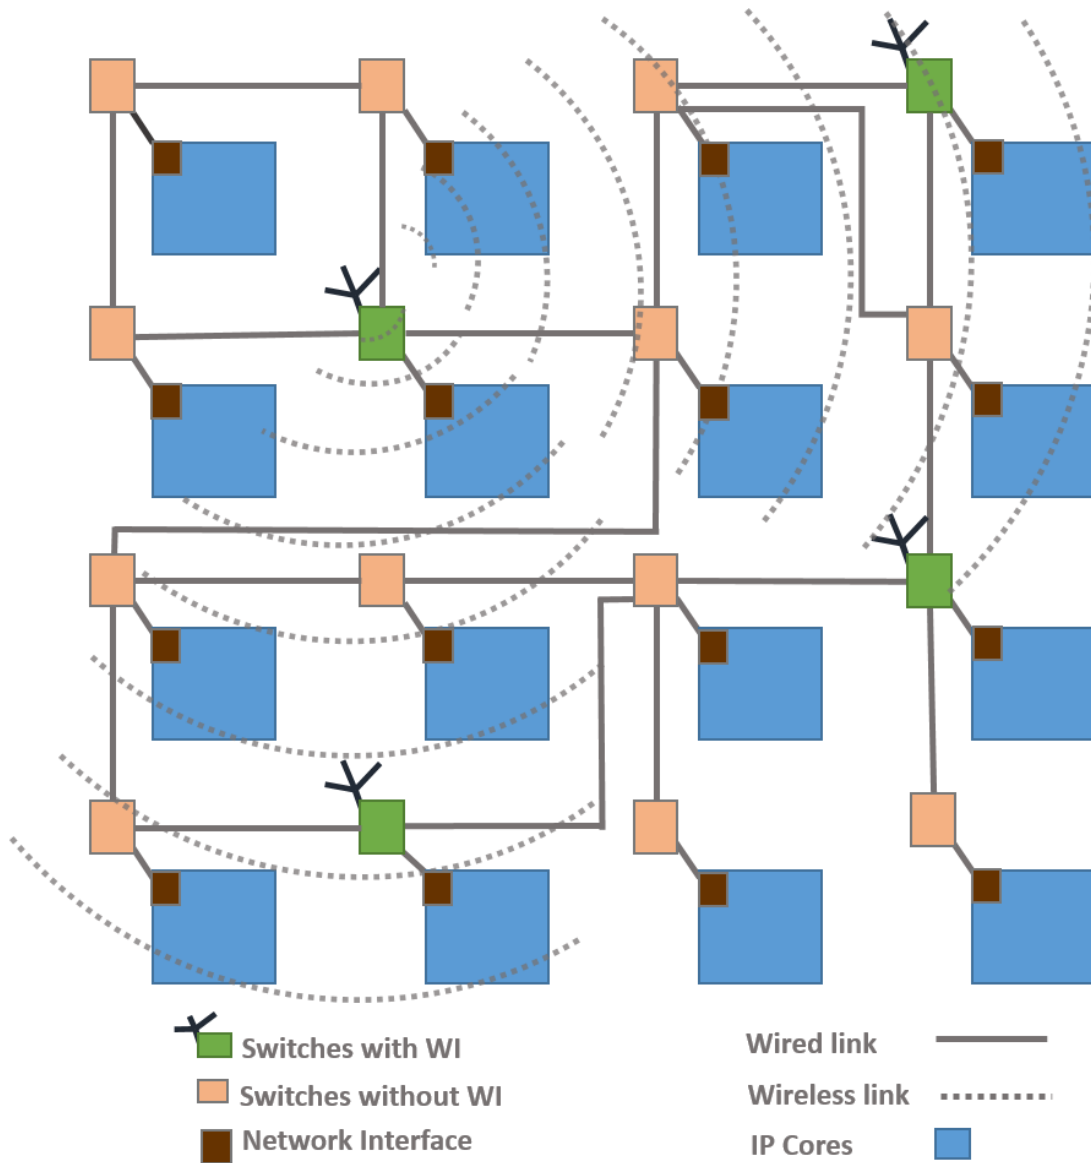 Switches with WI
Switches without WI
Network Interface
Wired link
Wireless link
IP Cores